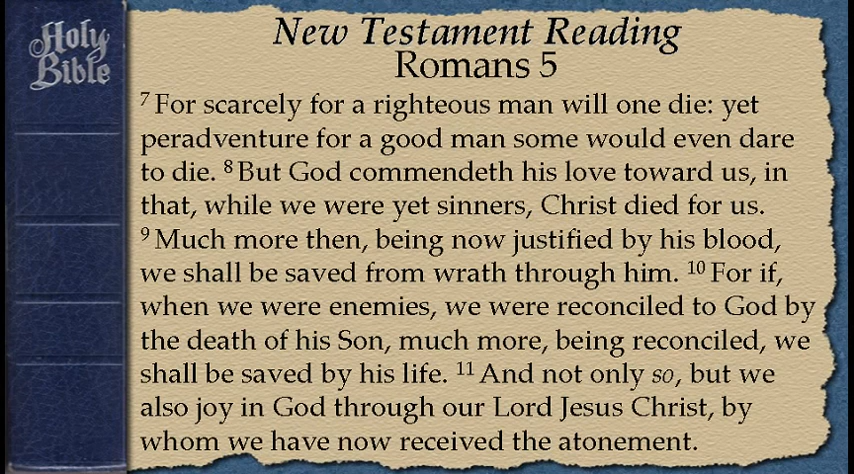 Holy
Bible
New Testament Reading
Romans 5
⁷ For scarcely for a righteous man will one die: yet
peradventure for a good man some would even dare
to die. ⁸ But God commendeth his love toward us, in
that, while we were yet sinners, Christ died for us.
⁹ Much more then, being now justified by his blood,
we shall be saved from wrath through him. ¹⁰ For if,
when we were enemies, we were reconciled to God by
the death of his Son, much more, being reconciled, we
shall be saved by his life. ¹¹ And not only so, but we
also joy in God through our Lord Jesus Christ, by
whom we have now received the atonement.